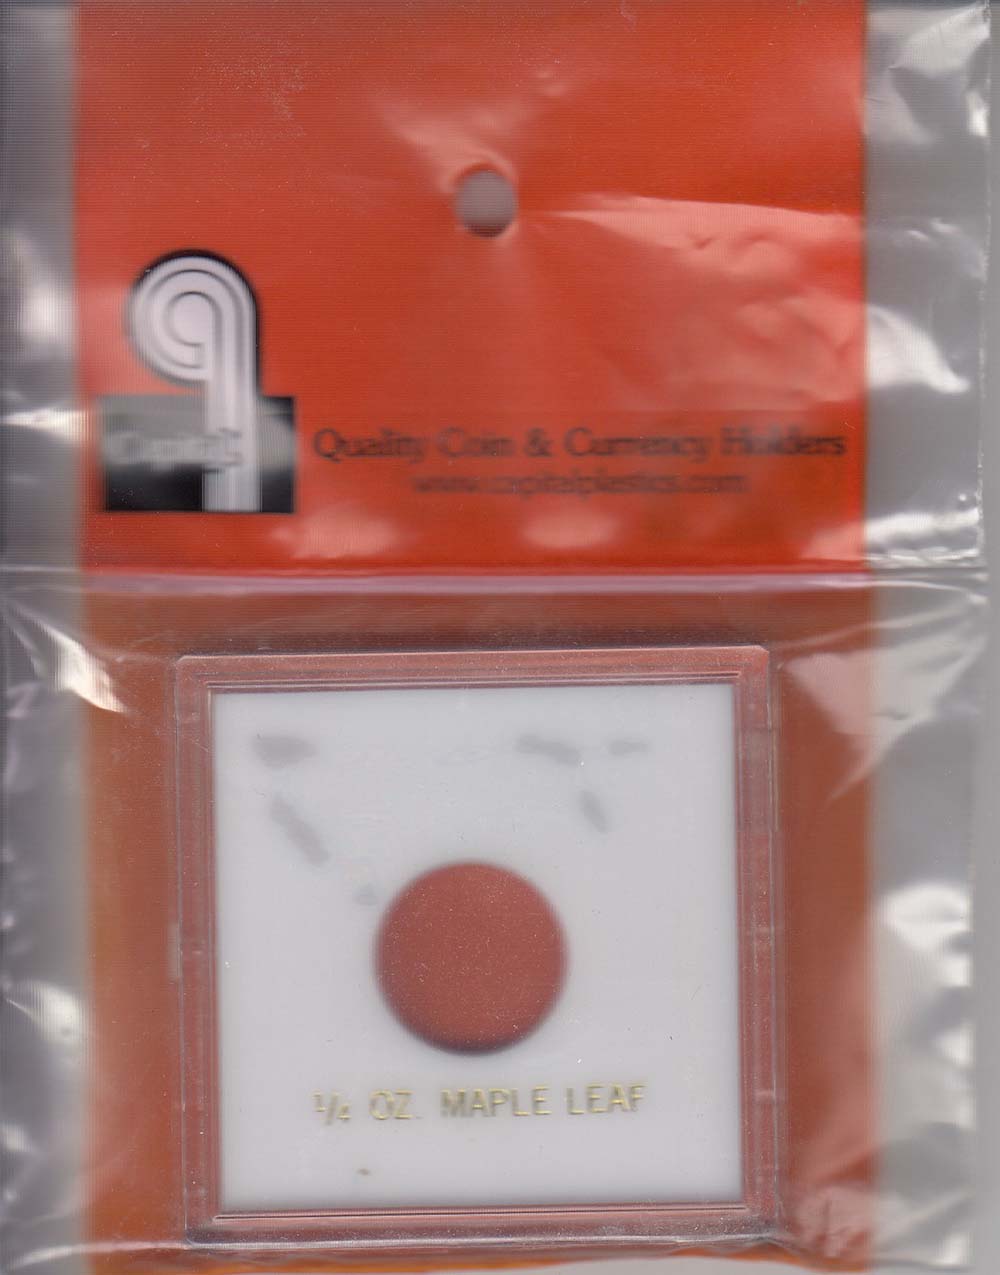 Capital
Quality Coin & Currency Holders
www.capitalplastics.com
1/4 OZ. MAPLE LEAF